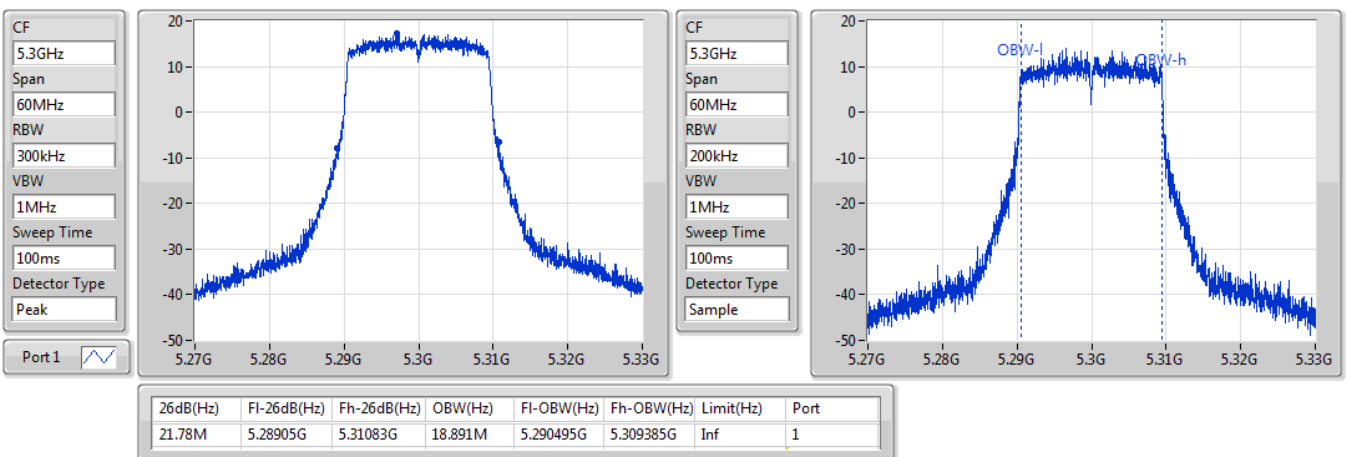 CF
5.3GHz
Span
60MHz
RBW
300kHz
VBW
1MHz
Sweep Time
100ms
Detector Type
Peak
Port 1
20
10
0
-10
-20
-30
-40
-50
5.27G 5.28G 5.29G 5.3G 5.31G 5.32G 5.33G
CF
5.3GHz
Span
60MHz
RBW
200kHz
VBW
1MHz
Sweep Time
100ms
Detector Type
Sample
20
10
0
-10
-20
-30
-40
-50
OBW-l
OBW-h
5.27G 5.28G 5.29G 5.3G 5.31G 5.32G 5.33G
26dB(Hz) Fl-26dB(Hz) Fh-26dB(Hz) OBW(Hz) Fl-OBW(Hz) Fh-OBW(Hz) Limit(Hz) Port
21.78M 5.28905G 5.31083G 18.891M 5.290495G 5.309385G Inf 1